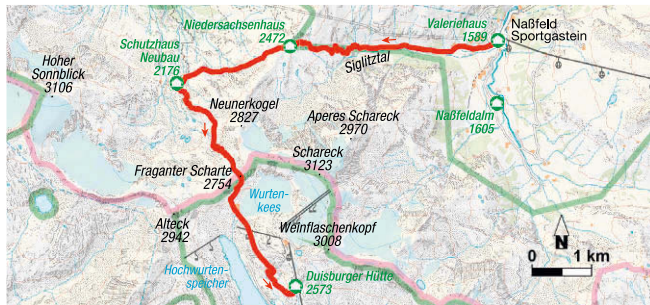 Niedersachsenhaus
2472
Valeriehaus
1589
Naßfeld
Sportgastein
Schutzhaus
Neubau
2176
Hoher
Sonnblick
3106
Siglitztal
Neunerkogel
2827
Aperes Schareck
2970
Naßfeldalm
1605
Schareck
3123
Fraganter Scharte
2754
Wurten-
kees
Alteck
2942
Weinflaschenkopf
3008
Hochwurten-
speicher
Duisburger Hütte
2573
N
0
1 km